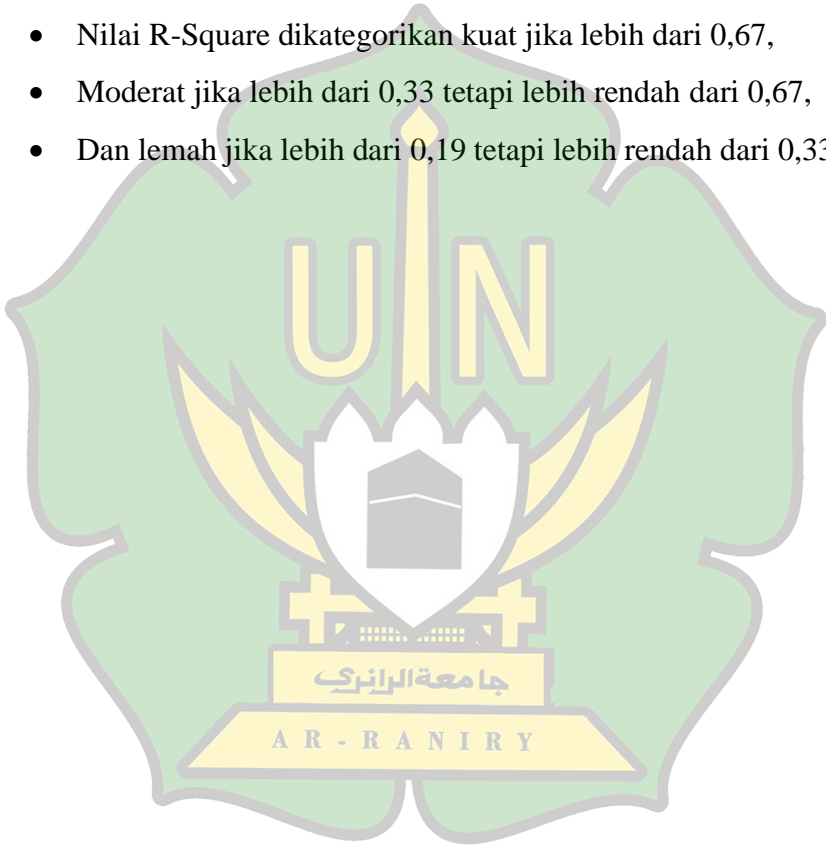 • Nilai R-Square dikategorikan kuat jika lebih dari 0,67,
• Moderat jika lebih dari 0,33 tetapi lebih rendah dari 0,67,
• Dan lemah jika lebih dari 0,19 tetapi lebih rendah dari 0,33
UIN
جامعةالرانري
AR-RANIRY